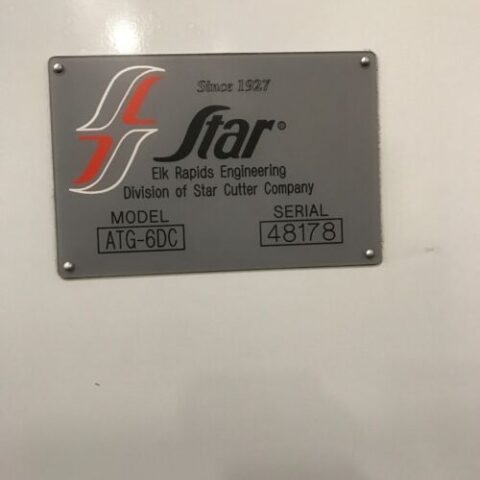 Since 1927
Star®
Elk Rapids Engineering
Division of Star Cutter Company
MODEL SERIAL
ATG-6DC 48178